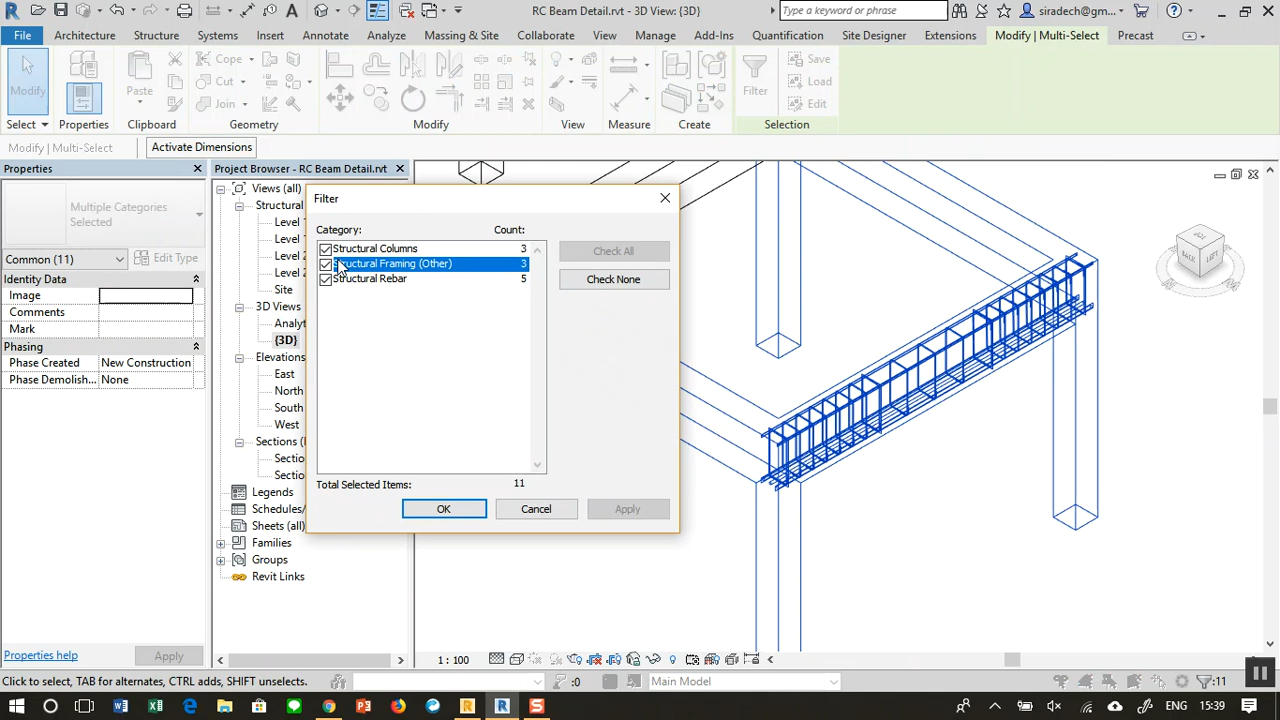 RC Beam Detail.rvt - 3D View: {3D}
Type a keyword or phrase
siradech@gm...
File
Architecture
Structure
Systems
Insert
Annotate
Analyze
Massing & Site
Collaborate
View
Manage
Add-Ins
Quantification
Site Designer
Extensions
Modify | Multi-Select
Precast
Modify
Paste
Cope
Cut
Join
Filter
Save
Load
Edit
Select
Properties
Clipboard
Geometry
Modify
View
Measure
Create
Selection
Modify | Multi-Select
Activate Dimensions
Properties
Multiple Categories
Selected
Common (11)
Edit Type
Identity Data
Image
Comments
Mark
Phasing
Phase Created
New Construction
Phase Demolish...
None
Properties help
Apply
Project Browser - RC Beam Detail.rvt
Views (all)
Structural
Level
Level
Level
Level
Site
3D Views
Analyt
{3D}
Elevations
East
North
South
West
Sections (
Sectio
Sectio
Legends
Schedules/
Sheets (all)
Families
Groups
Revit Links
Filter
Category:
Count:
Structural Columns
3
Structural Framing (Other)
3
Structural Rebar
5
Check All
Check None
Total Selected Items:
11
OK
Cancel
Apply
BACK
LEFT
1 : 100
Click to select, TAB for alternates, CTRL adds, SHIFT unselects.
:0
Main Model
:11
ENG
15:39